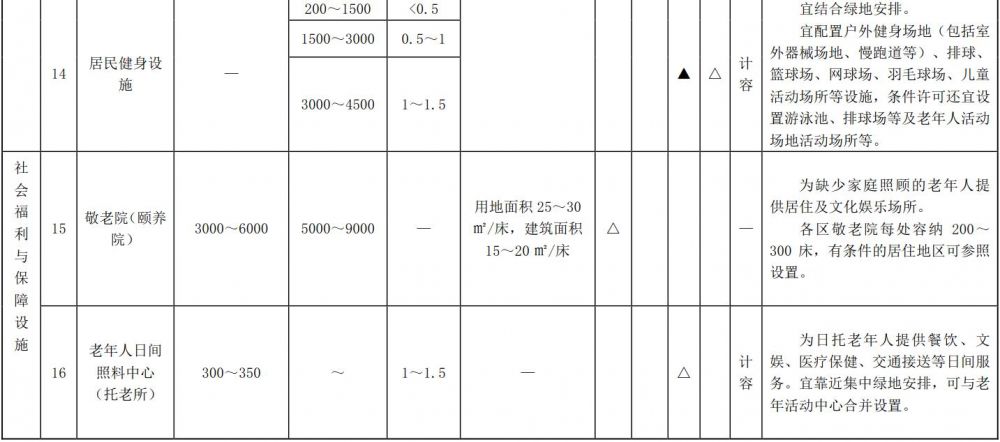 200～1500
<0.5
宜结合绿地安排。
14
居民健身设
施
—
1500～3000
0.5～1
3000～4500
1～1.5
▲
△
计
容
宜配置户外健身场地（包括室
外器械场地、慢跑道等）、排球、
篮球场、网球场、羽毛球场、儿童
活动场所等设施，条件许可还宜设
置游泳池、排球场等及老年人活动
场地活动场所等。
社
会
福
利
与
保
障
设
施
15
敬老院（颐养
院）
3000～6000
5000～9000
—
用地面积 25～30
㎡/床，建筑面积
15～20 ㎡/床
△
—
为缺少家庭照顾的老年人提
供居住及文化娱乐场所。
各区敬老院每处容纳 200～
300 床，有条件的居住地区可参照
设置。
16
老年人日间
照料中心
（托老所）
300～350
～
1～1.5
—
△
计
容
为日托老年人提供餐饮、文
娱、医疗保健、交通接送等日间服
务。宜靠近集中绿地安排，可与老
年活动中心合并设置。